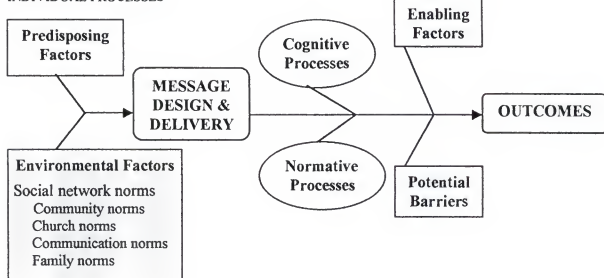 INDIVIDUAL PROCESSES
Predisposing
Factors
MESSAGE
DESIGN &
DELIVERY
Cognitive
Processes
Normative
Processes
Enabling
Factors
Potential
Barriers
OUTCOMES
Environmental Factors
Social network norms
Community norms
Church norms
Communication norms
Family norms